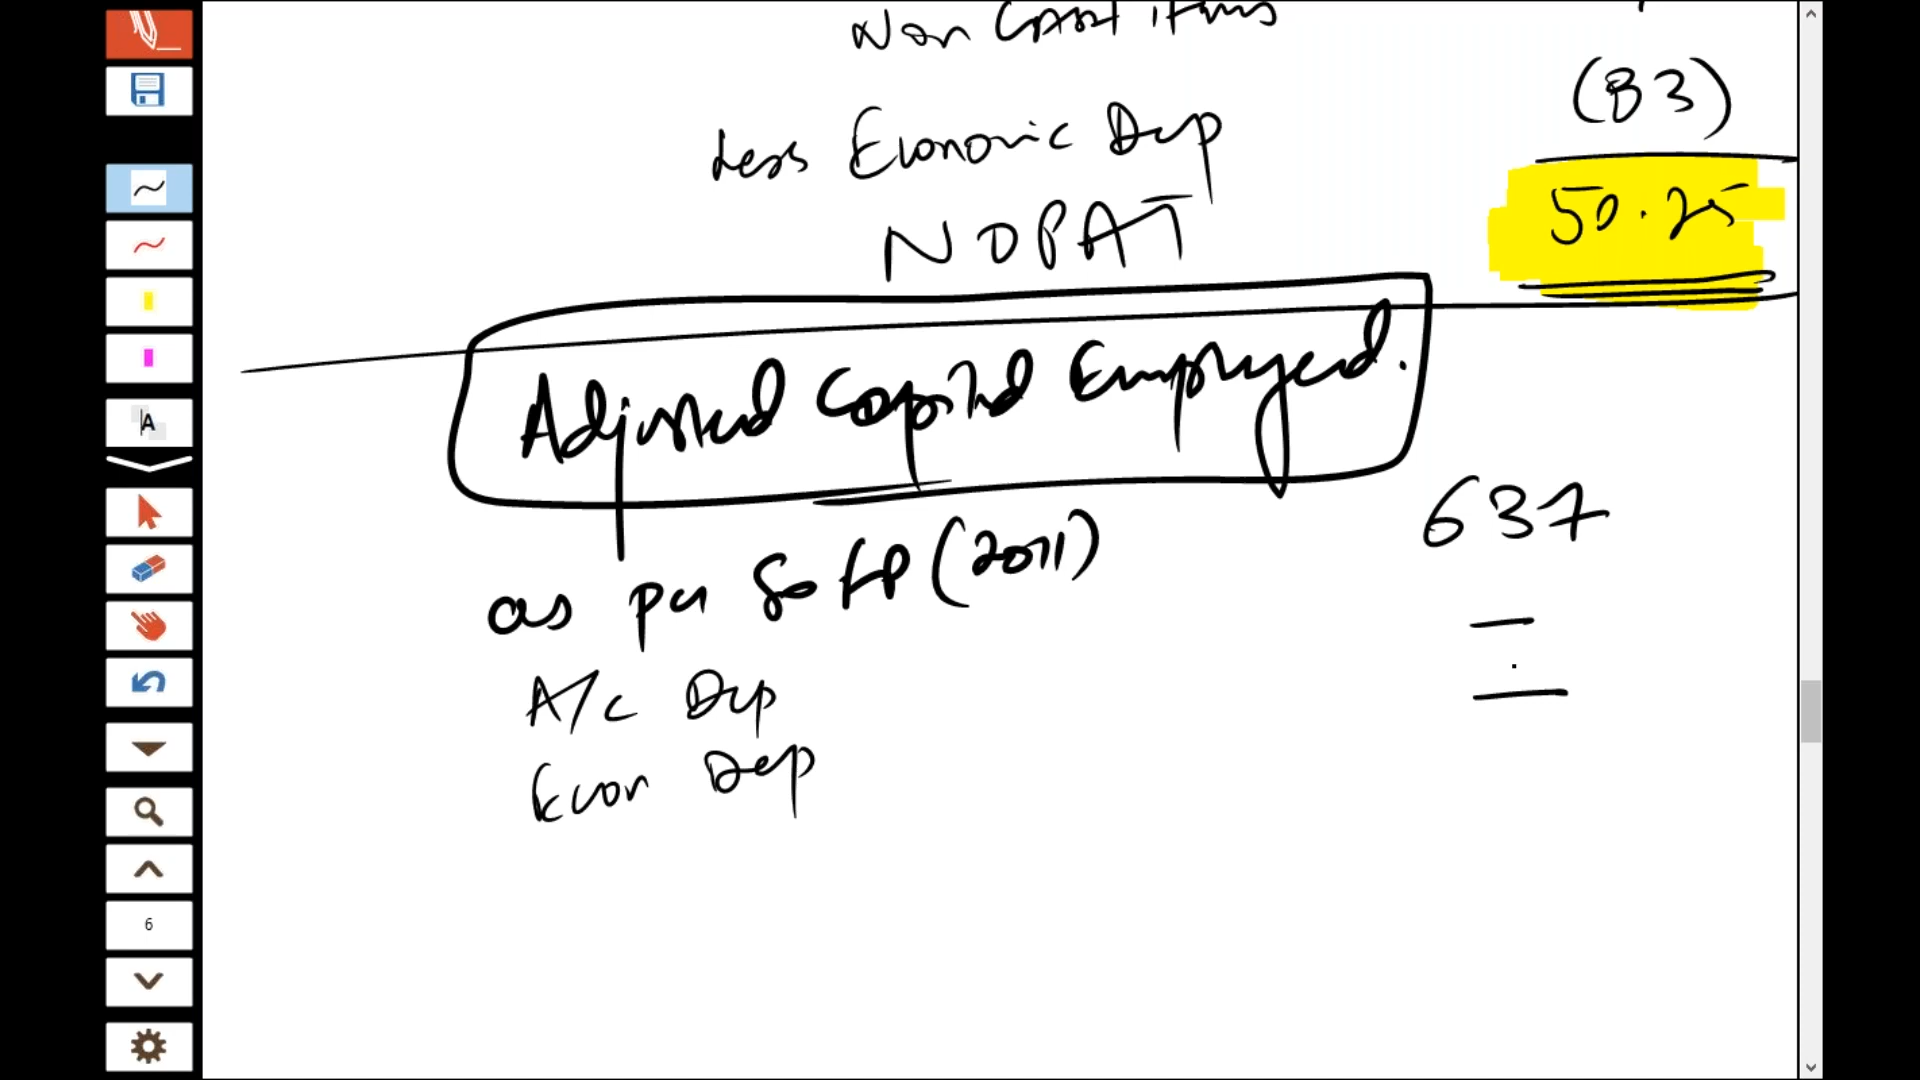 Non Cash items
Less Economic Dep (83)
NOPAT 50.25
Adjusted Capital Employed.
as per SoFP (2011) 637
A/c Dep
Econ Dep
A
6